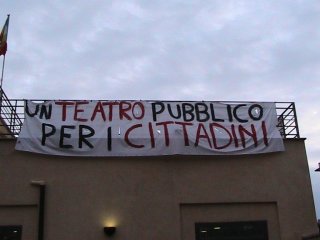 UN TEATRO PUBBLICO
PER I CITTADINI